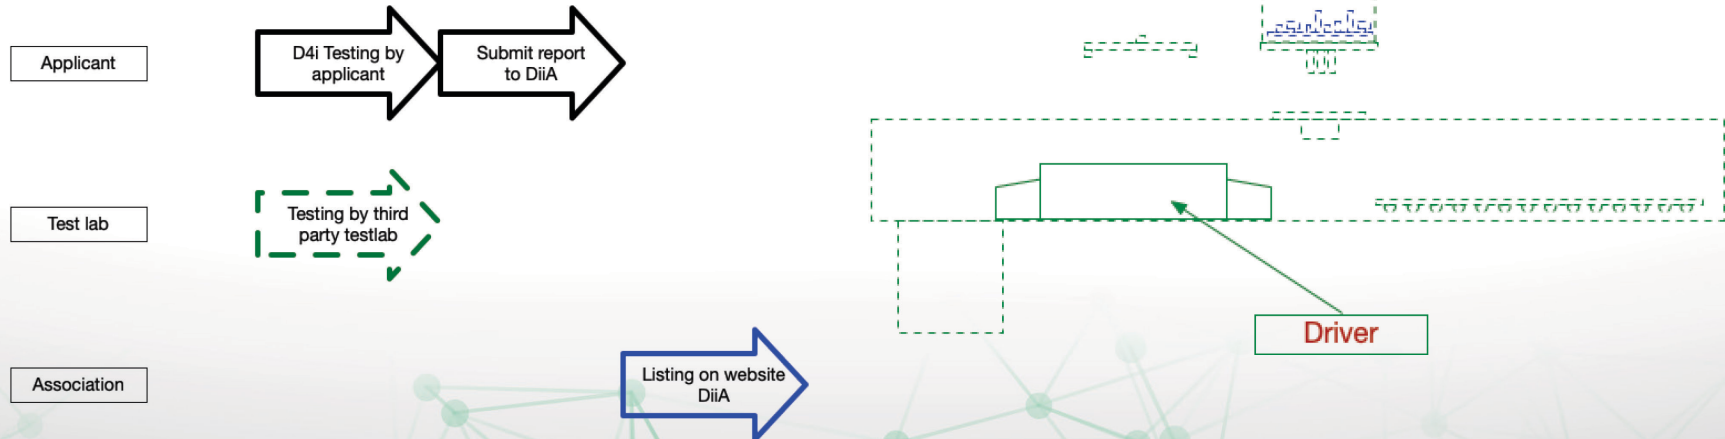 Applicant
D4i Testing by
applicant
Submit report
to DiiA
Test lab
Testing by third
party testlab
Driver
Association
Listing on website
DiiA